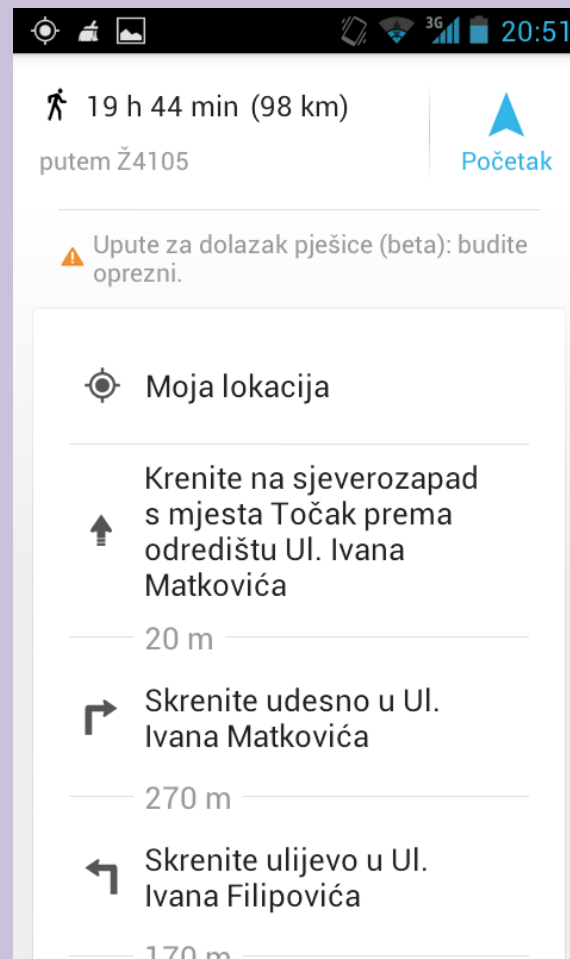 3G 20:51
19 h 44 min (98 km)
putem Ž4105
Početak
Upute za dolazak pješice (beta): budite
oprezni.
Moja lokacija
Krenite na sjeverozapad
s mjesta Točak prema
odredištu Ul. Ivana
Matkovića
20 m
Skrenite udesno u Ul.
Ivana Matkovića
270 m
Skrenite ulijevo u Ul.
Ivana Filipovića
170 m